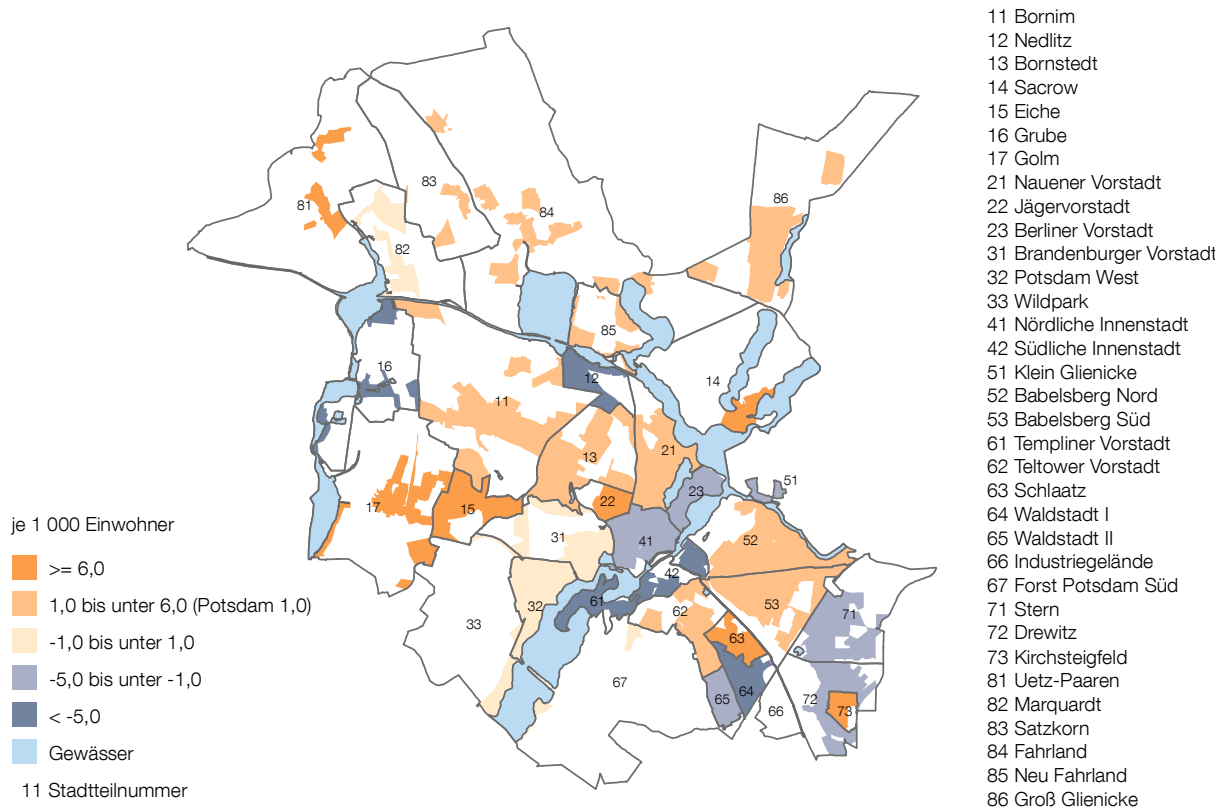 11 Bornim
12 Nedlitz
13 Bornstedt
14 Sacrow
15 Eiche
16 Grube
17 Golm
21 Nauener Vorstadt
22 Jägervorstadt
23 Berliner Vorstadt
31 Brandenburger Vorstadt
32 Potsdam West
33 Wildpark
41 Nördliche Innenstadt
42 Südliche Innenstadt
51 Klein Glienicke
52 Babelsberg Nord
53 Babelsberg Süd
61 Templiner Vorstadt
62 Teltower Vorstadt
63 Schlaatz
64 Waldstadt I
65 Waldstadt II
66 Industriegelände
67 Forst Potsdam Süd
71 Stern
72 Drewitz
73 Kirchsteigfeld
81 Uetz-Paaren
82 Marquardt
83 Satzkorn
84 Fahrland
85 Neu Fahrland
86 Groß Glienicke
83
86
81
84
82
85
16
12
14
11
13
21
51
23
17
15
22
31
41
52
42
32
61
62
53
71
33
63
67
64
65
72
66
73
je 1 000 Einwohner
>= 6,0
1,0 bis unter 6,0 (Potsdam 1,0)
-1,0 bis unter 1,0
-5,0 bis unter -1,0
< -5,0
Gewässer
11 Stadtteilnummer